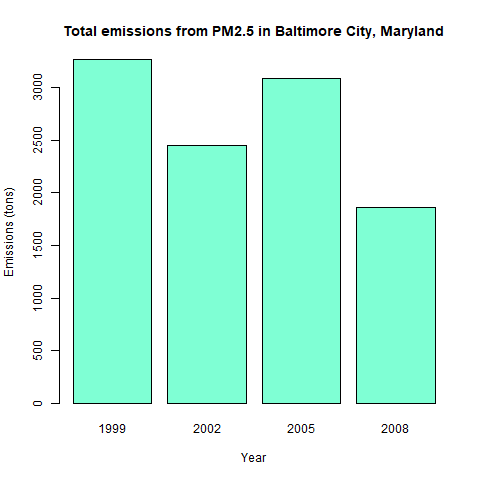 Total emissions from PM2.5 in Baltimore City, Maryland
Emissions (tons)
3000
2500
2000
1500
1000
500
0
1999 2002 2005 2008
Year